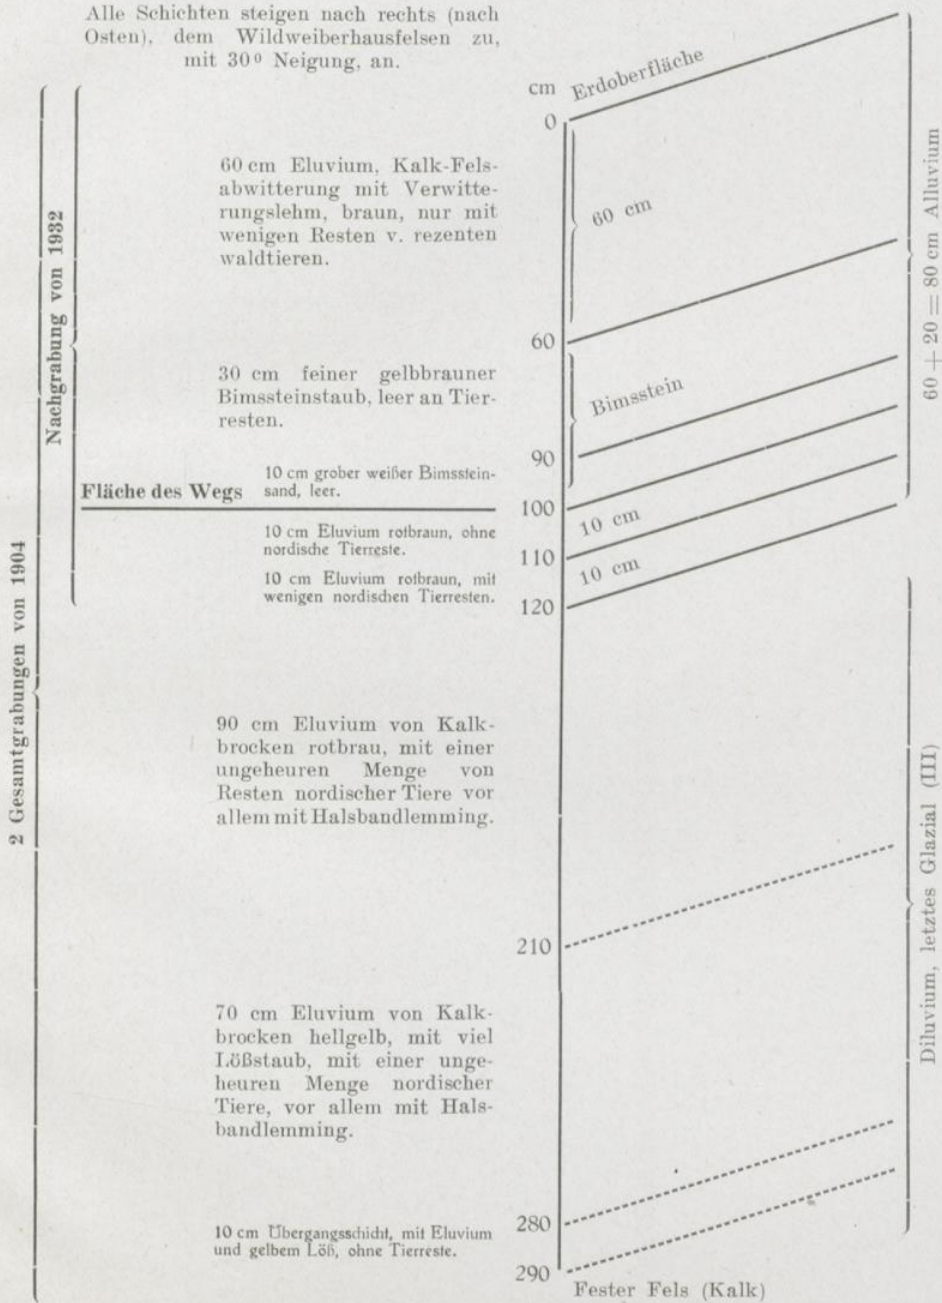 Alle Schichten steigen nach rechts (nach
Osten), dem Wildweiberhausfelsen zu,
mit 30⁰ Neigung, an.
cm
Erdoberfläche
0
60 cm Eluvium, Kalk-Fels-
abwitterung mit Verwitte-
rungslehm, braun, nur mit
wenigen Resten v. rezenten
waldtieren.
60 cm
60
30 cm feiner gelbbrauner
Bimssteinstaub, leer an Tier-
resten.
Bimsstein
90
10 cm grober weißer Bimsstein-
sand, leer.
Fläche des Wegs
100
10 cm Eluvium rotbraun, ohne
nordische Tierreste.
10 cm
110
10 cm Eluvium rotbraun, mit
wenigen nordischen Tierresten.
10 cm
120
90 cm Eluvium von Kalk-
brocken rotbrau, mit einer
ungeheuren Menge von
Resten nordischer Tiere vor
allem mit Halsbandlemming.
210
70 cm Eluvium von Kalk-
brocken hellgelb, mit viel
Lößstaub, mit einer unge-
heuren Menge nordischer
Tiere, vor allem mit Hals-
bandlemming.
280
10 cm Übergangsschicht, mit Eluvium
und gelbem Löß, ohne Tierreste.
290
Fester Fels (Kalk)
2 Gesamtgrabungen von 1904
Nachgrabung von 1932
60 + 20 = 80 cm Alluvium
Diluvium, letztes Glazial (III)